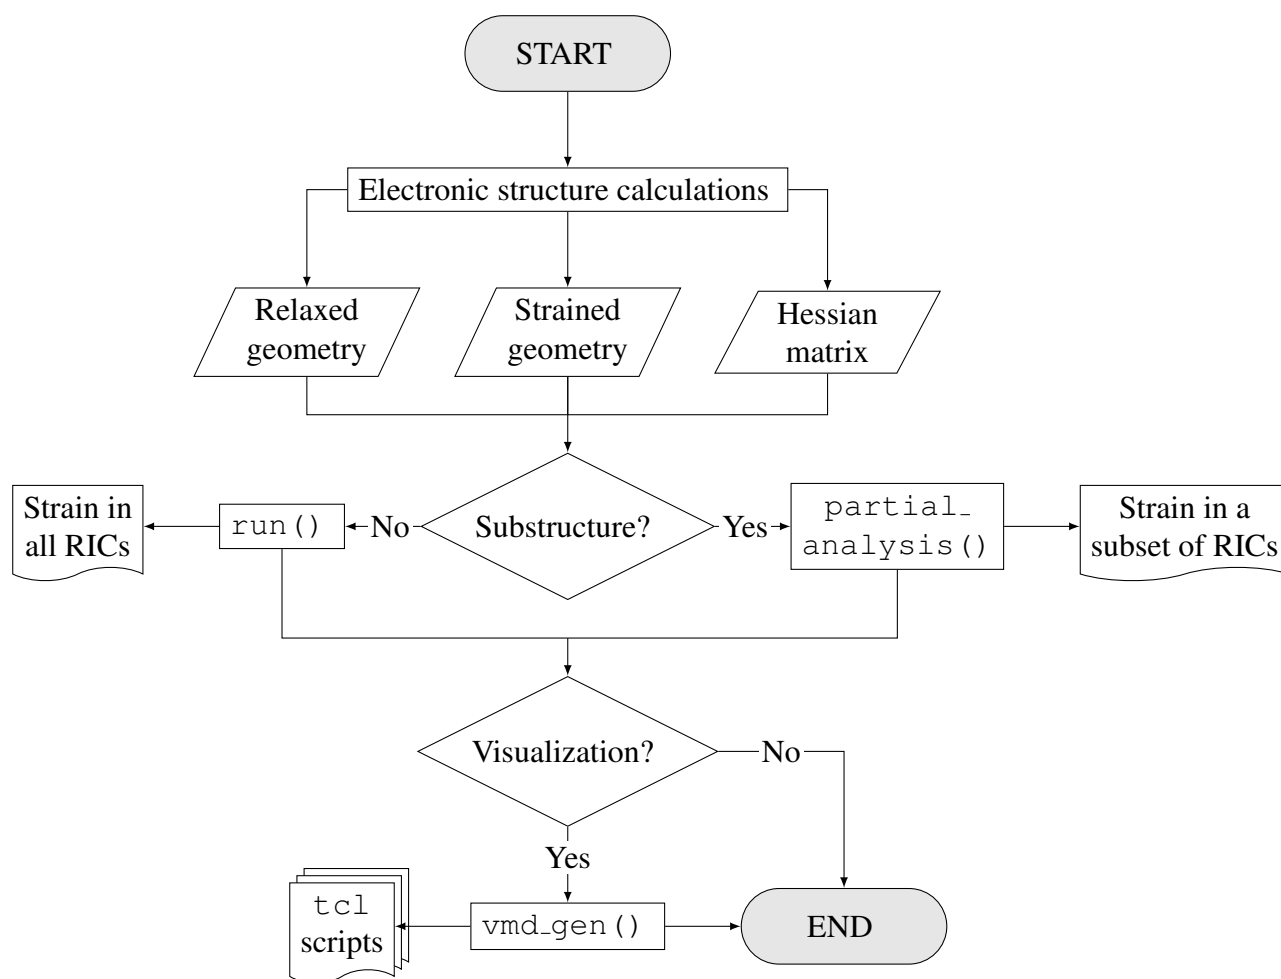 START
Electronic structure calculations
Relaxed
geometry
Strained
geometry
Hessian
matrix
Strain in
all RICs
run()
No
Substructure?
Yes
partial_
analysis()
Strain in a
subset of RICs
Visualization?
No
Yes
tcl
scripts
vmd_gen()
END